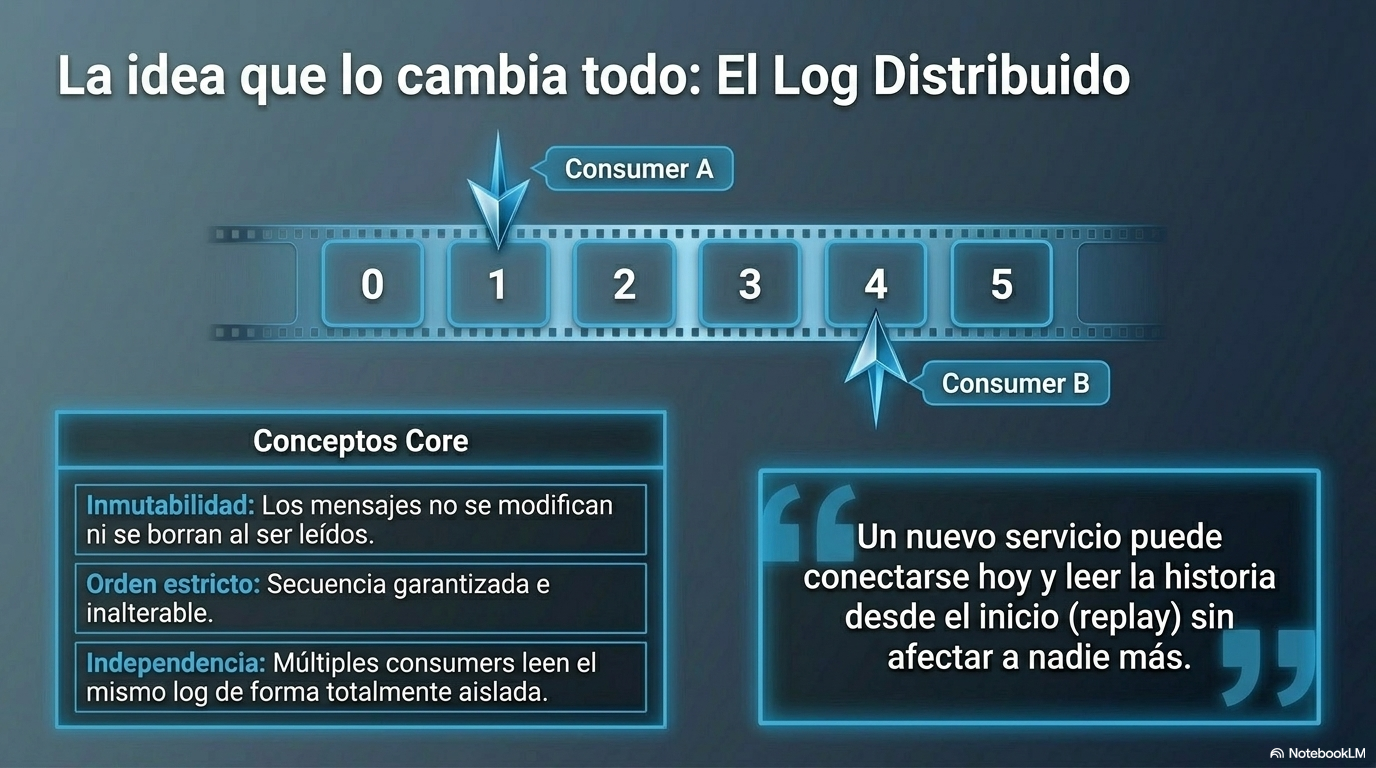 La idea que lo cambia todo: El Log Distribuido
Consumer A
0 1 2 3 4 5
Consumer B
Conceptos Core
Inmutabilidad: Los mensajes no se modifican
ni se borran al ser leídos.
Orden estricto: Secuencia garantizada e
inalterable.
Independencia: Múltiples consumers leen el
mismo log de forma totalmente aislada.
“Un nuevo servicio puede
conectarse hoy y leer la historia
desde el inicio (replay) sin
afectar a nadie más.”
NotebookLM